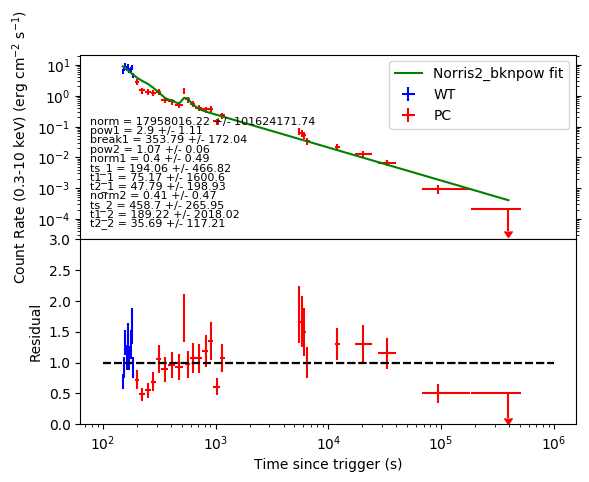 Norris2_bknpow fit
WT
PC
norm = 17958016.22 +/- 101624171.74
pow1 = 2.9 +/- 1.11
break1 = 353.79 +/- 172.04
pow2 = 1.07 +/- 0.06
norm1 = 0.4 +/- 0.49
ts_1 = 194.06 +/- 466.82
t1_1 = 75.17 +/- 1600.6
t2_1 = 47.79 +/- 198.93
norm2 = 0.41 +/- 0.47
ts_2 = 458.7 +/- 265.95
t1_2 = 189.22 +/- 2018.02
t2_2 = 35.69 +/- 117.21
Count Rate (0.3-10 keV) (erg cm⁻² s⁻¹)
10¹
10⁰
10⁻¹
10⁻²
10⁻³
10⁻⁴
Residual
3.0
2.5
2.0
1.5
1.0
0.5
0.0
10²
10³
10⁴
10⁵
10⁶
Time since trigger (s)